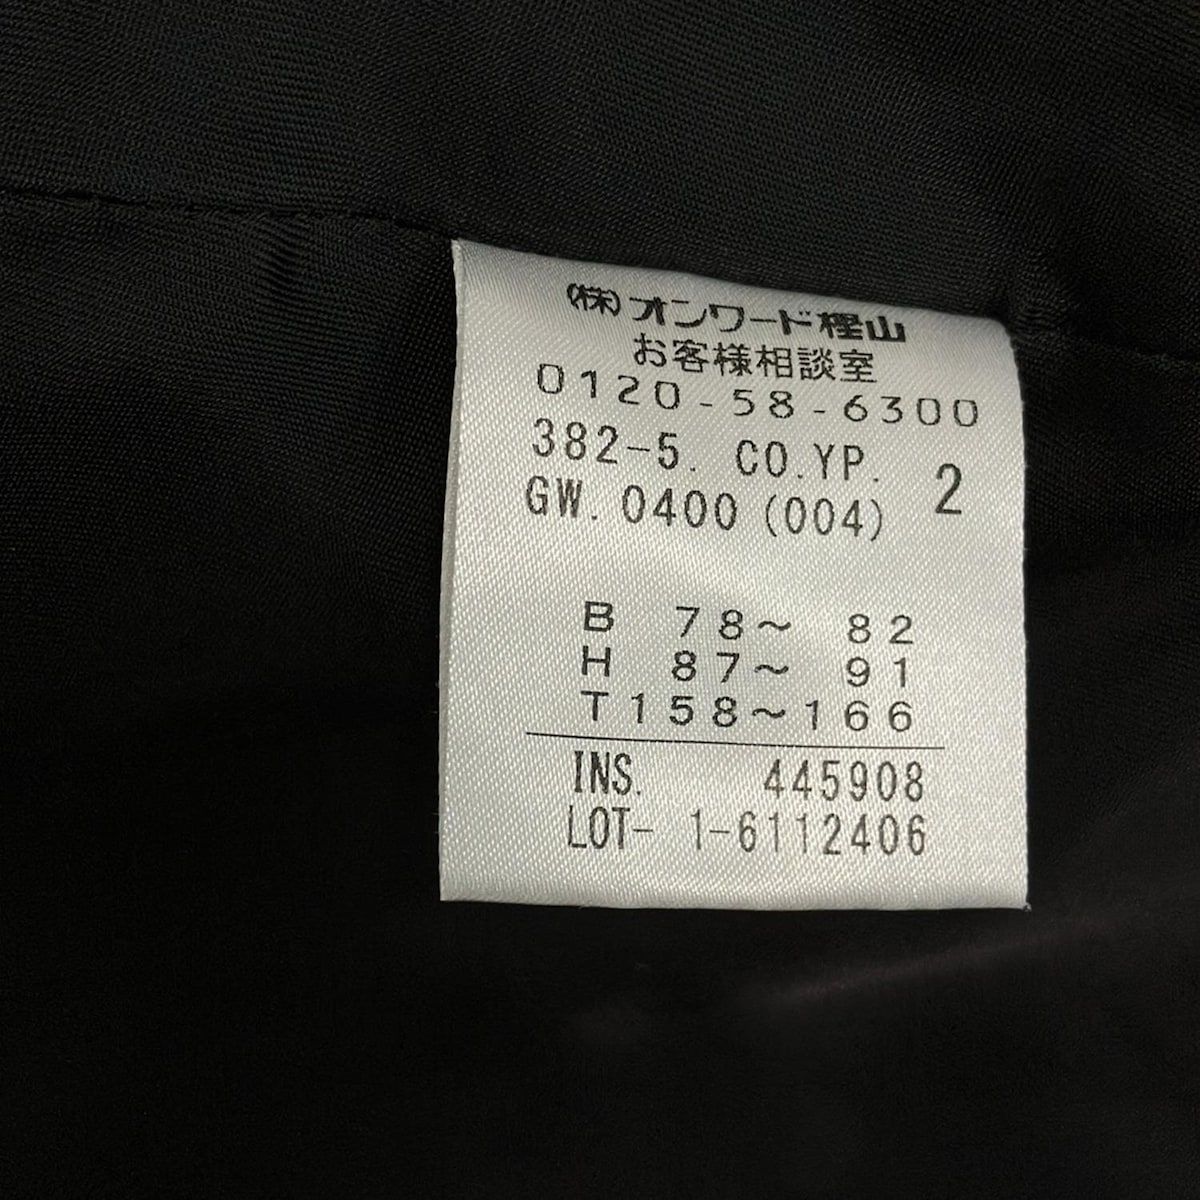 (株)オンワード樫山
お客様相談室
0120-58-6300
382-5. CO.YP. 2
GW. 0400 (004)
B 78～ 82
H 87～ 91
T158～166
INS. 445908
LOT- 1-6112406